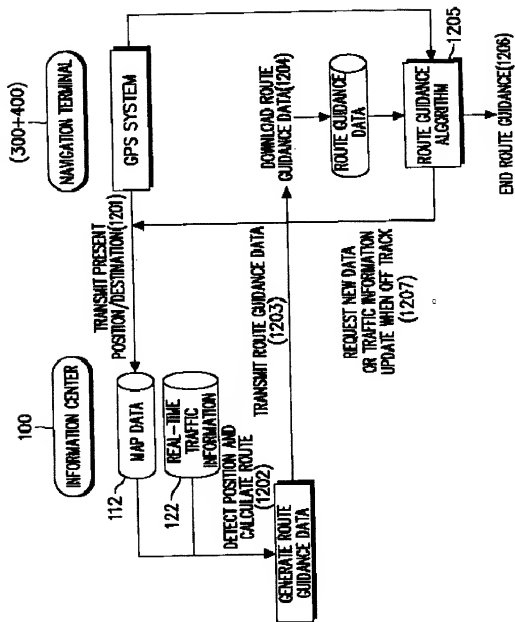 100
INFORMATION CENTER
(300+400)
NAVIGATION TERMINAL
112
MAP DATA
122
REAL-TIME
TRAFFIC
INFORMATION
TRANSMIT PRESENT
POSITION/DESTINATION(1201)
GPS SYSTEM
DETECT POSITION AND
CALCULATE ROUTE
(1202)
GENERATE ROUTE
GUIDANCE DATA
TRANSMIT ROUTE GUIDANCE DATA
(1203)
DOWNLOAD ROUTE
GUIDANCE DATA(1204)
ROUTE GUIDANCE
DATA
REQUEST NEW DATA
OR TRAFFIC INFORMATION
UPDATE WHEN OFF TRACK
(1207)
ROUTE GUIDANCE
ALGORITHM
1205
END ROUTE GUIDANCE(1206)